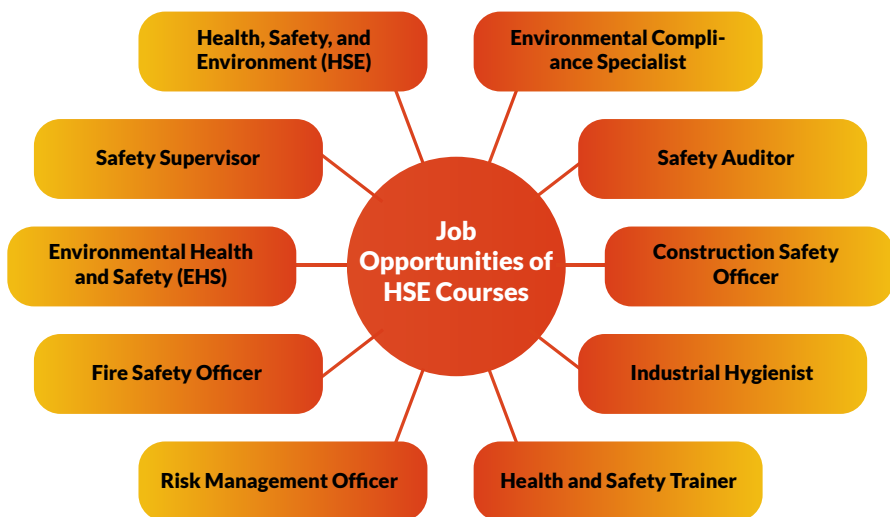 Health, Safety, and
Environment (HSE)
Environmental Compli-
ance Specialist
Safety Supervisor
Safety Auditor
Job
Opportunities of
HSE Courses
Environmental Health
and Safety (EHS)
Construction Safety
Officer
Fire Safety Officer
Industrial Hygienist
Risk Management Officer
Health and Safety Trainer